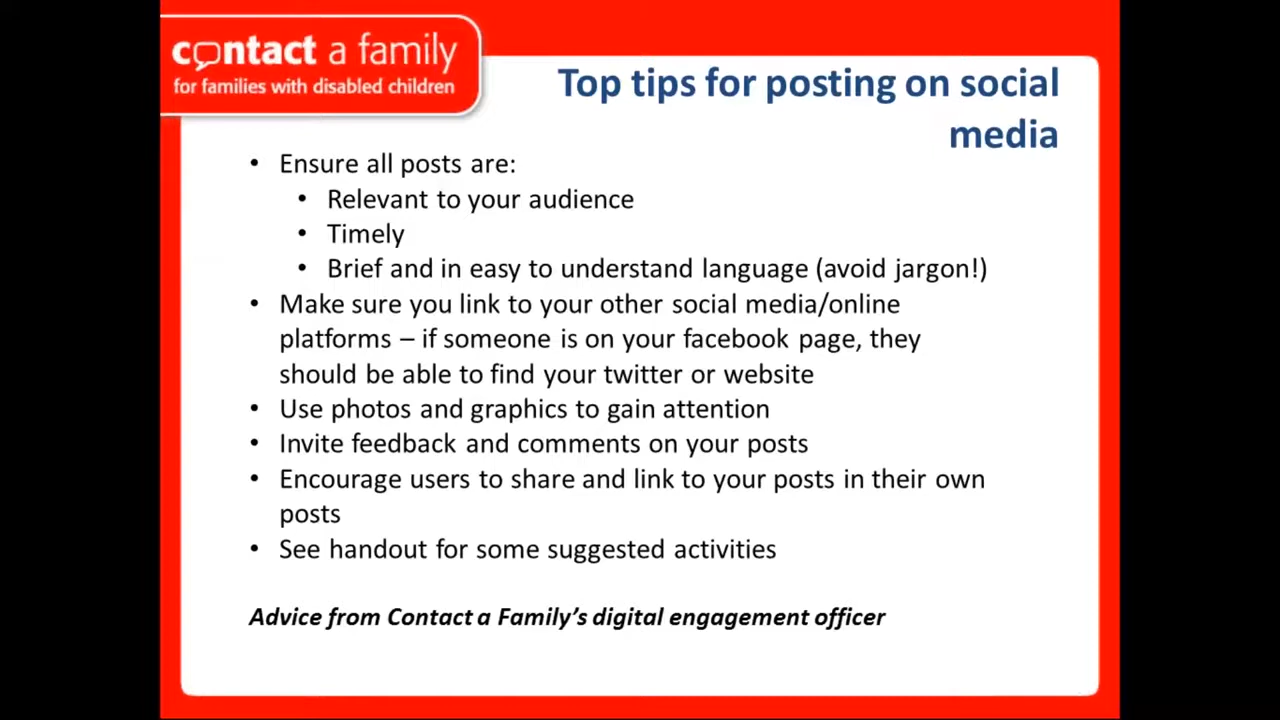 contact a family
for families with disabled children
Top tips for posting on social
media
• Ensure all posts are:
• Relevant to your audience
• Timely
• Brief and in easy to understand language (avoid jargon!)
• Make sure you link to your other social media/online
platforms – if someone is on your facebook page, they
should be able to find your twitter or website
• Use photos and graphics to gain attention
• Invite feedback and comments on your posts
• Encourage users to share and link to your posts in their own
posts
• See handout for some suggested activities
Advice from Contact a Family’s digital engagement officer